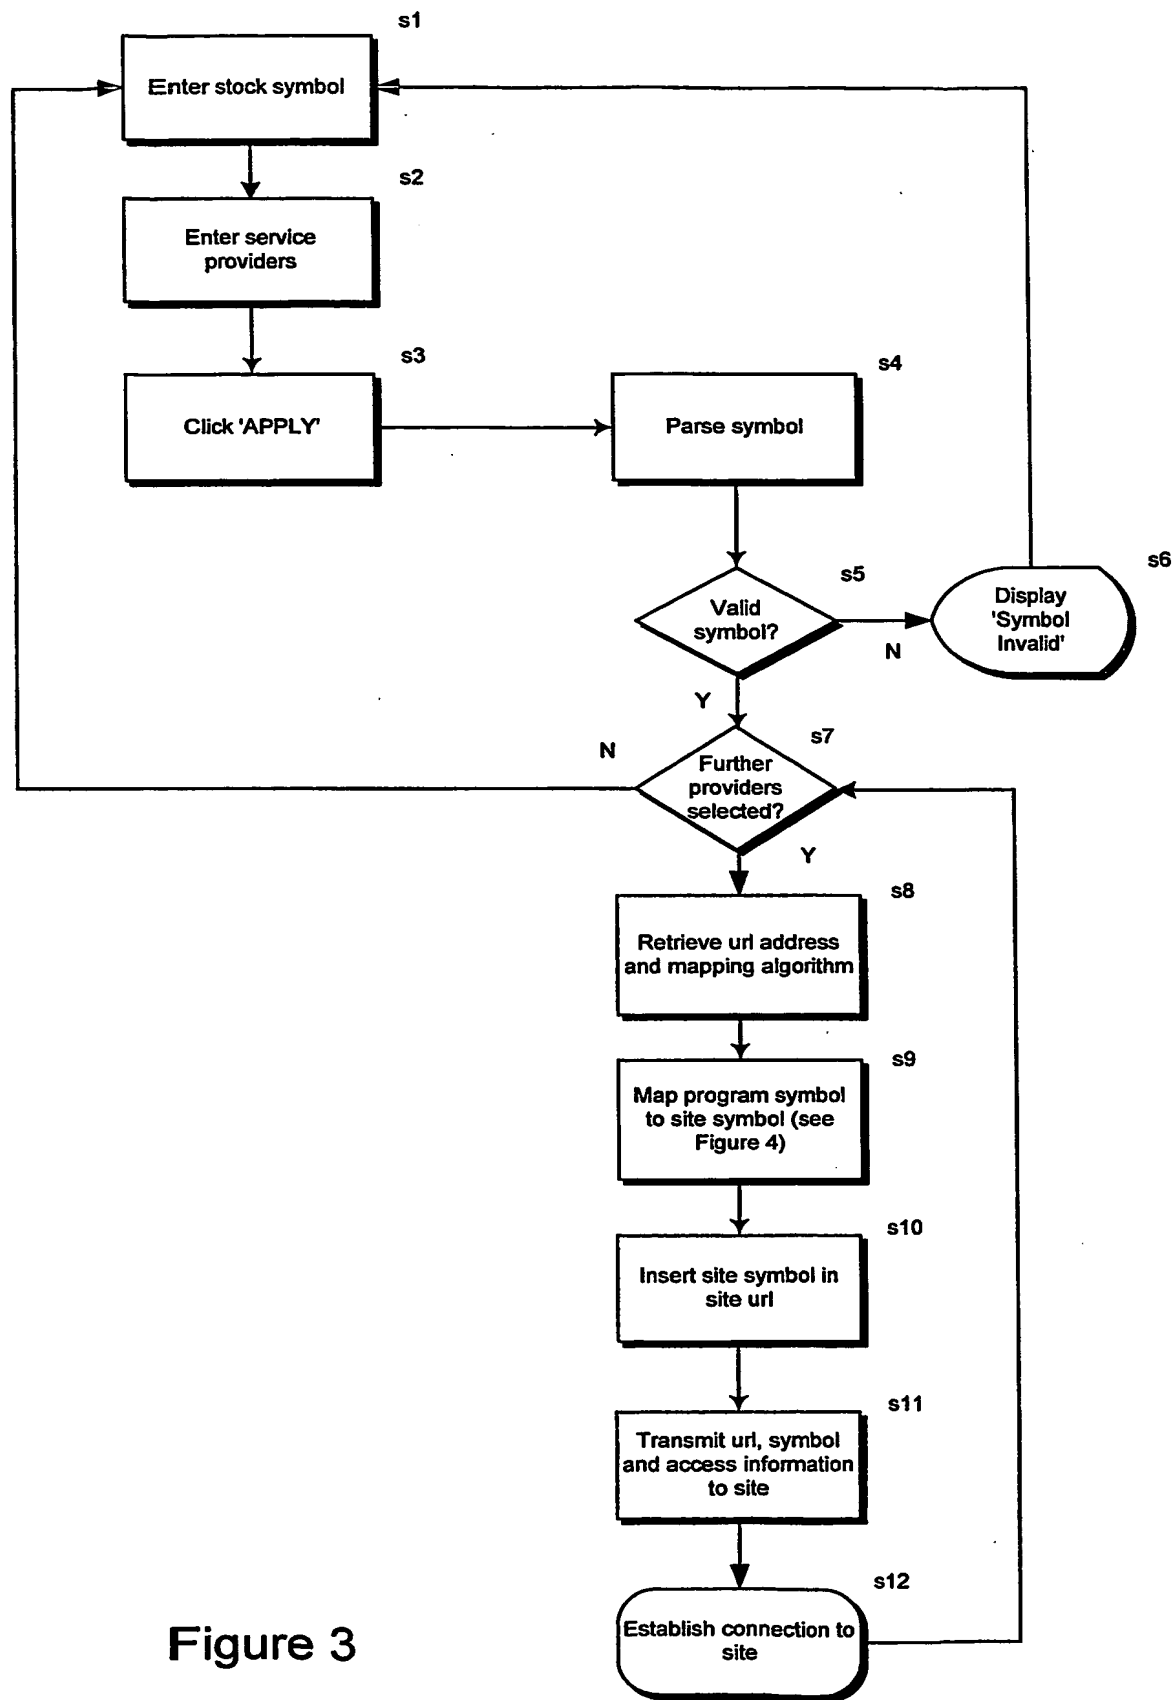 s1
Enter stock symbol
s2
Enter service
providers
s3
Click 'APPLY'
s4
Parse symbol
s5
Valid
symbol?
N
s6
Display
'Symbol
Invalid'
Y
s7
N
Further
providers
selected?
Y
s8
Retrieve url address
and mapping algorithm
s9
Map program symbol
to site symbol (see
Figure 4)
s10
Insert site symbol in
site url
s11
Transmit url, symbol
and access information
to site
s12
Establish connection to
site
Figure 3